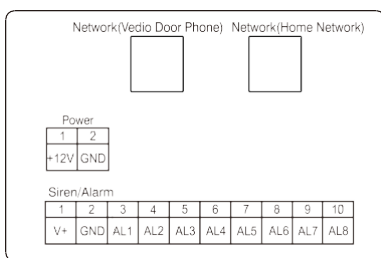 Network(Vedio Door Phone) Network(Home Network)
Power
1 2
+12V GND
Siren/Alarm
1 2 3 4 5 6 7 8 9 10
V+ GND AL1 AL2 AL3 AL4 AL5 AL6 AL7 AL8